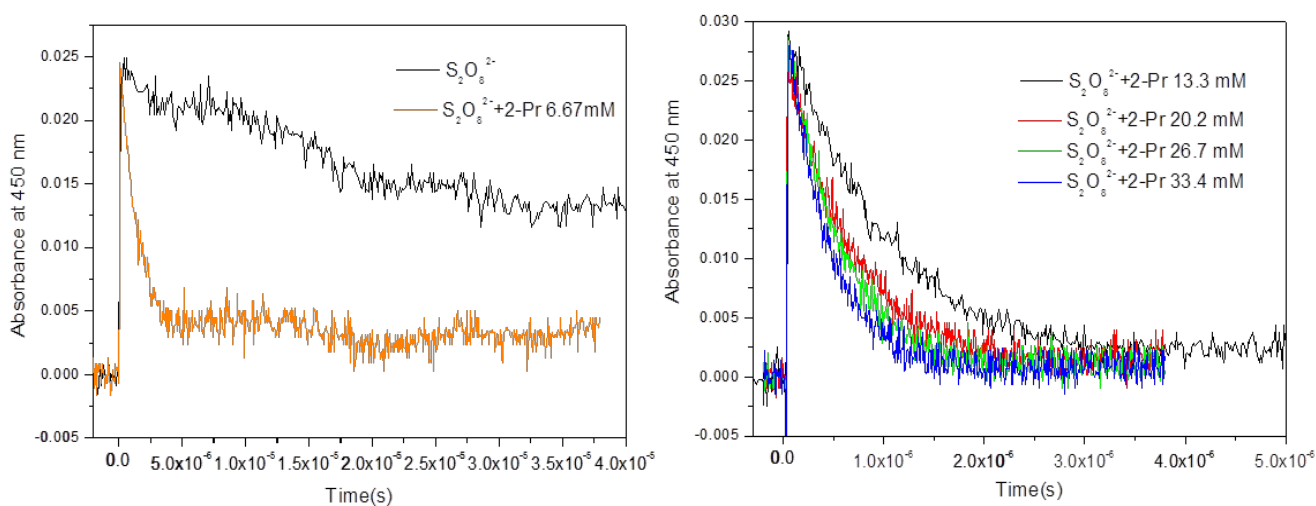 0.025
0.020
0.015
0.010
0.005
0.000
-0.005
Absorbance at 450 nm
S₂O₈²⁻
S₂O₈²⁻+2-Pr 6.67mM
0.0 5.0x10⁻⁶ 1.0x10⁻⁵ 1.5x10⁻⁵ 2.0x10⁻⁵ 2.5x10⁻⁵ 3.0x10⁻⁵ 3.5x10⁻⁵ 4.0x10⁻⁵
Time(s)
0.030
0.025
0.020
0.015
0.010
0.005
0.000
-0.005
Absorbance at 450 nm
S₂O₈²⁻+2-Pr 13.3 mM
S₂O₈²⁻+2-Pr 20.2 mM
S₂O₈²⁻+2-Pr 26.7 mM
S₂O₈²⁻+2-Pr 33.4 mM
0.0 1.0x10⁻⁶ 2.0x10⁻⁶ 3.0x10⁻⁶ 4.0x10⁻⁶ 5.0x10⁻⁶
Time(s)